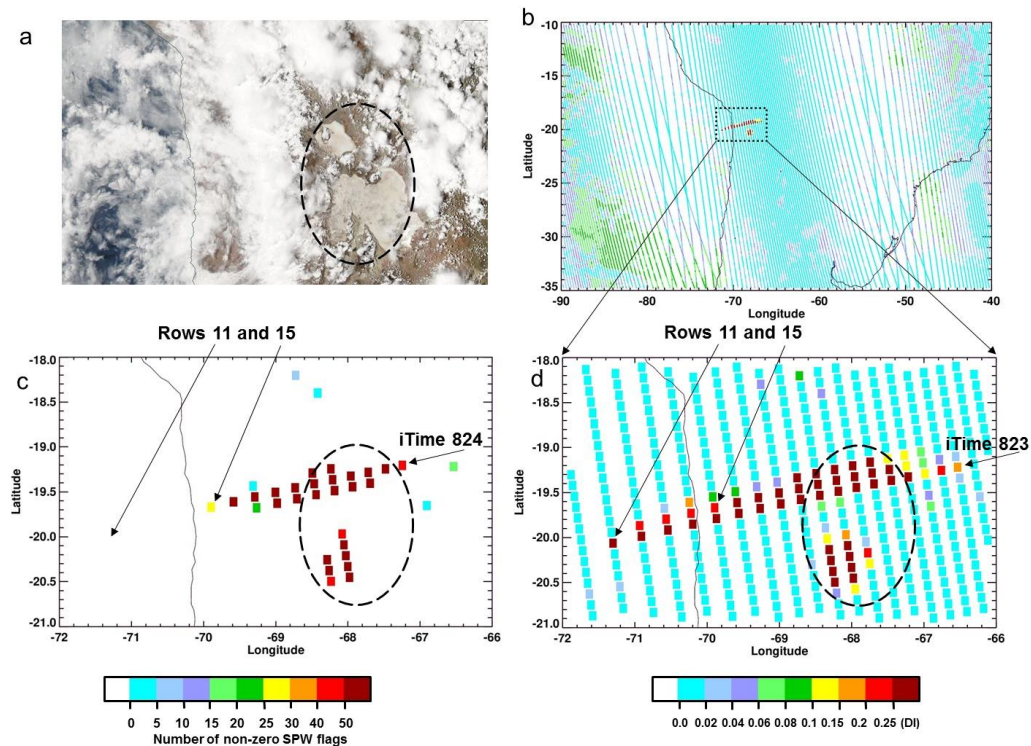 a
b
-10
-15
-20
-25
-30
-35
Latitude
-90 -80 -70 -60 -50 -40
Longitude
Rows 11 and 15
Rows 11 and 15
c
-18.0
-18.5
-19.0
-19.5
-20.0
-20.5
-21.0
Latitude
iTime 824
-72 -71 -70 -69 -68 -67 -66
Longitude
d
-18.0
-18.5
-19.0
-19.5
-20.0
-20.5
-21.0
Latitude
iTime 823
-72 -71 -70 -69 -68 -67 -66
Longitude
0 5 10 15 20 25 30 40 50
Number of non-zero SPW flags
0.0 0.02 0.04 0.06 0.08 0.1 0.15 0.2 0.25 (DI)